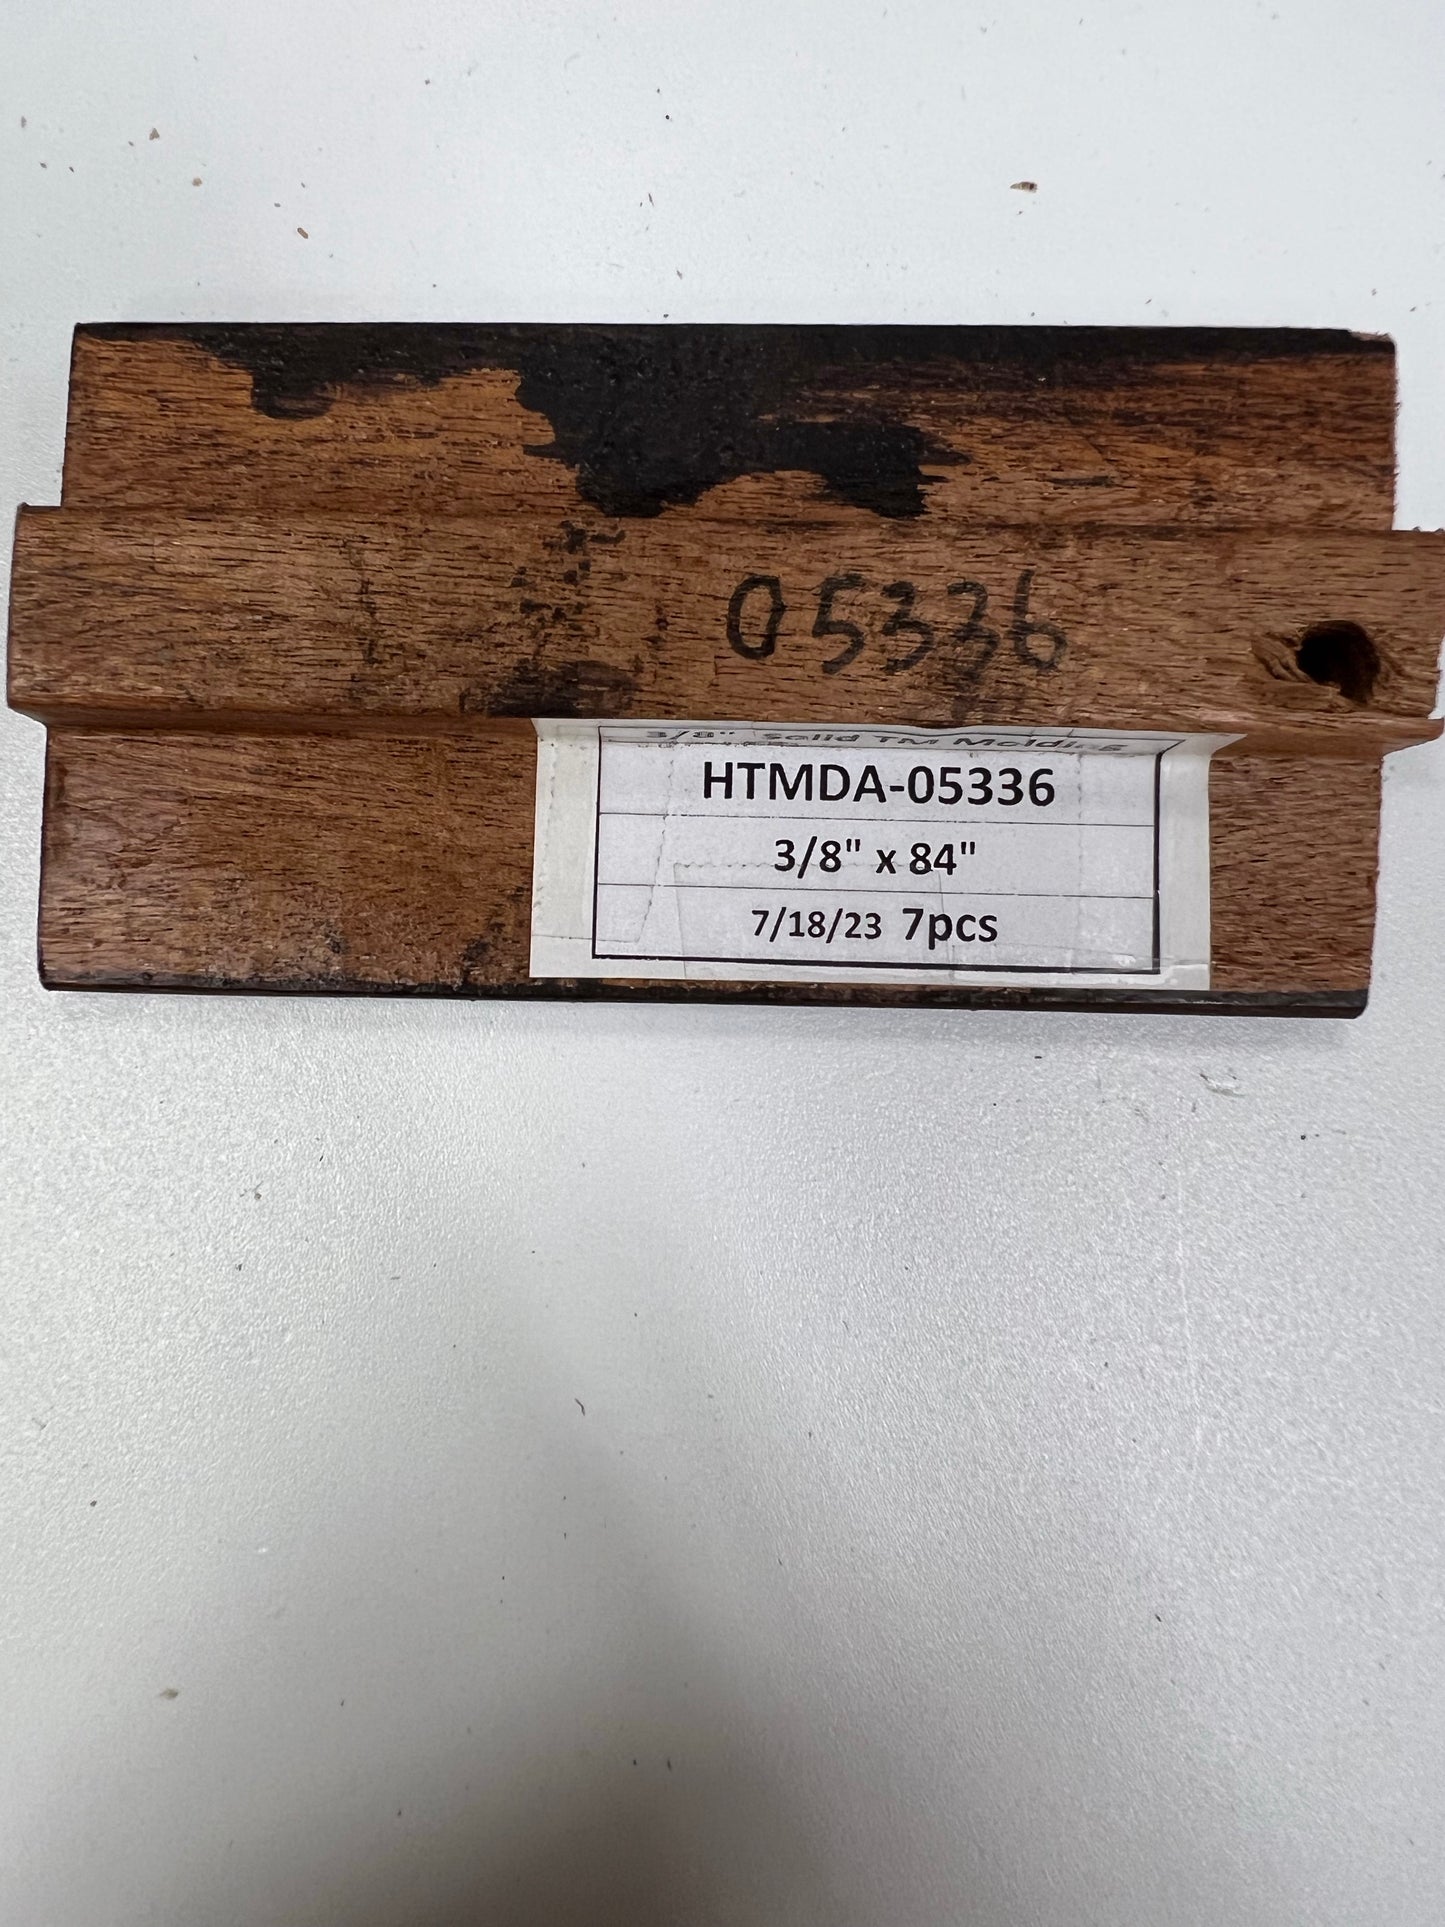 05336
3/8" Solid TM Molding
HTMDA-05336
3/8" x 84"
7/18/23 7pcs